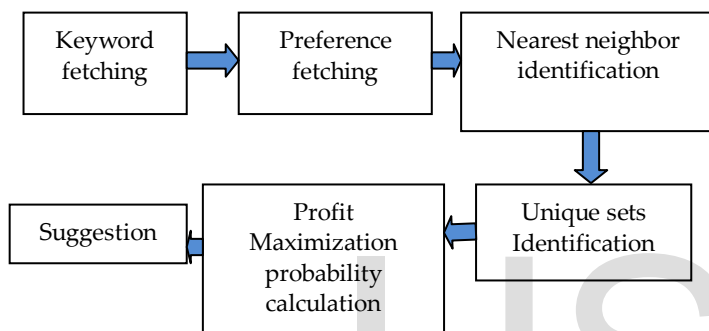 Keyword
fetching
Preference
fetching
Nearest neighbor
identification
Unique sets
Identification
Profit
Maximization
probability
calculation
Suggestion